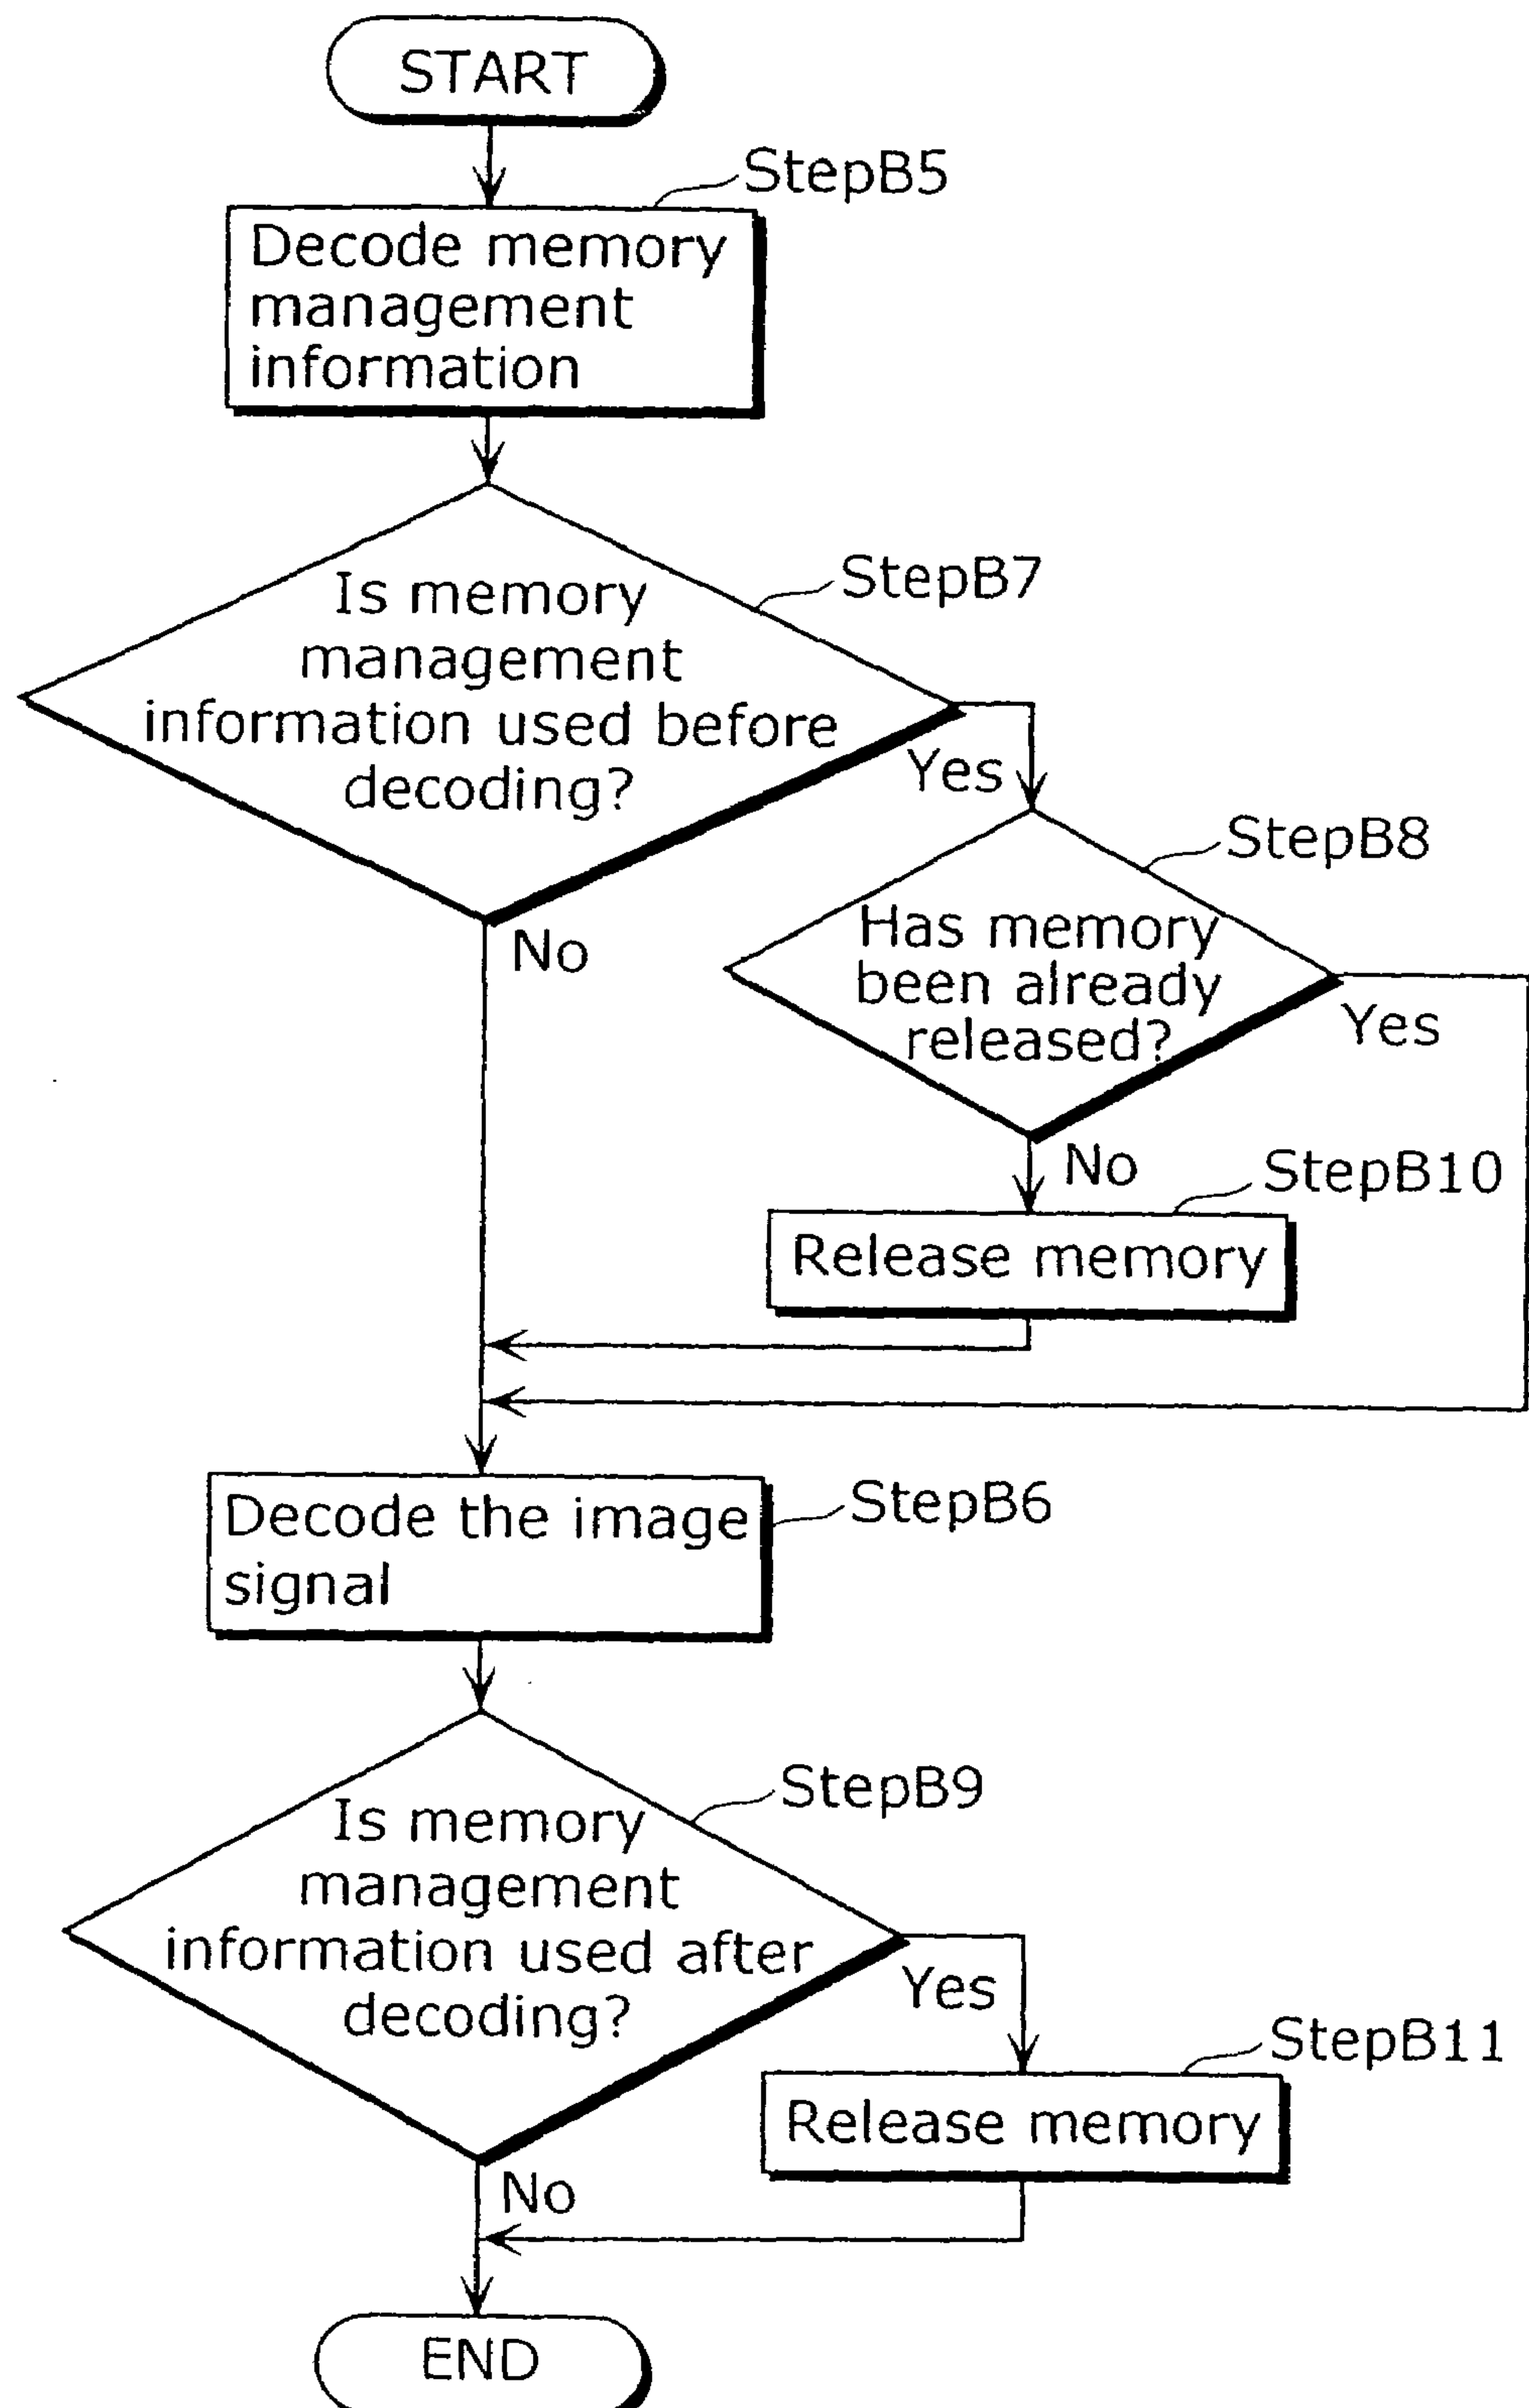 START
StepB5
Decode memory
management
information
StepB7
Is memory
management
information used before
decoding?
Yes
No
StepB8
Has memory
been already
released?
Yes
No
StepB10
Release memory
StepB6
Decode the image
signal
StepB9
Is memory
management
information used after
decoding?
Yes
No
StepB11
Release memory
END